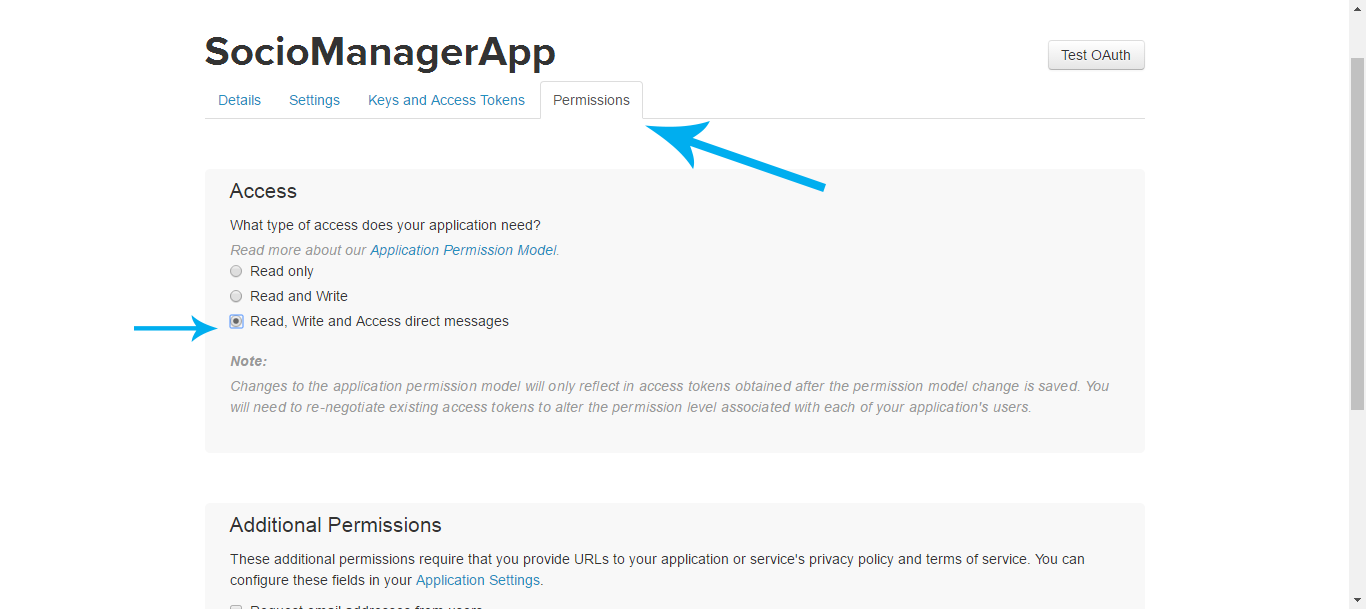 SocioManagerApp
Test OAuth
Details Settings Keys and Access Tokens Permissions
Access
What type of access does your application need?
Read more about our Application Permission Model.
Read only
Read and Write
Read, Write and Access direct messages
Note:
Changes to the application permission model will only reflect in access tokens obtained after the permission model change is saved. You
will need to re-negotiate existing access tokens to alter the permission level associated with each of your application's users.
Additional Permissions
These additional permissions require that you provide URLs to your application or service's privacy policy and terms of service. You can
configure these fields in your Application Settings.
Request email addresses from users